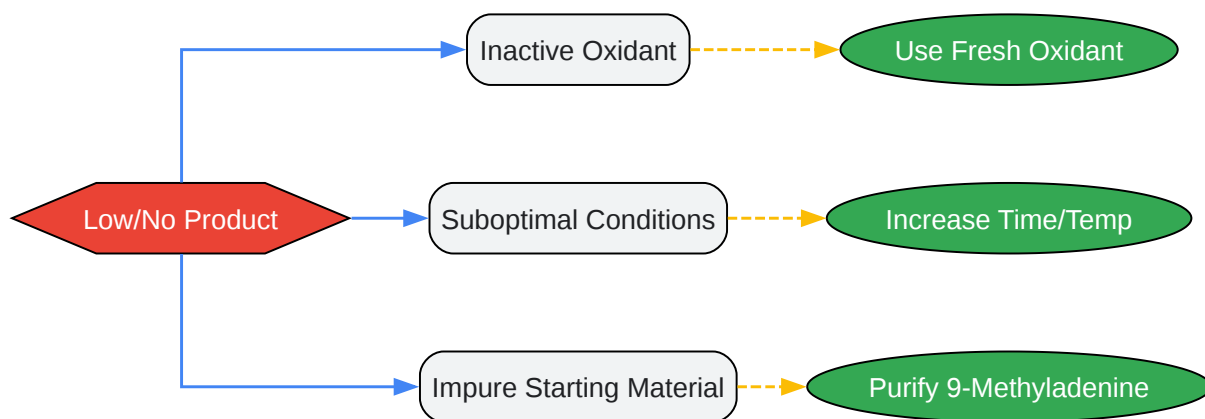 Inactive Oxidant
Use Fresh Oxidant
Low/No Product
Suboptimal Conditions
Increase Time/Temp
Impure Starting Material
Purify 9-Methyladenine